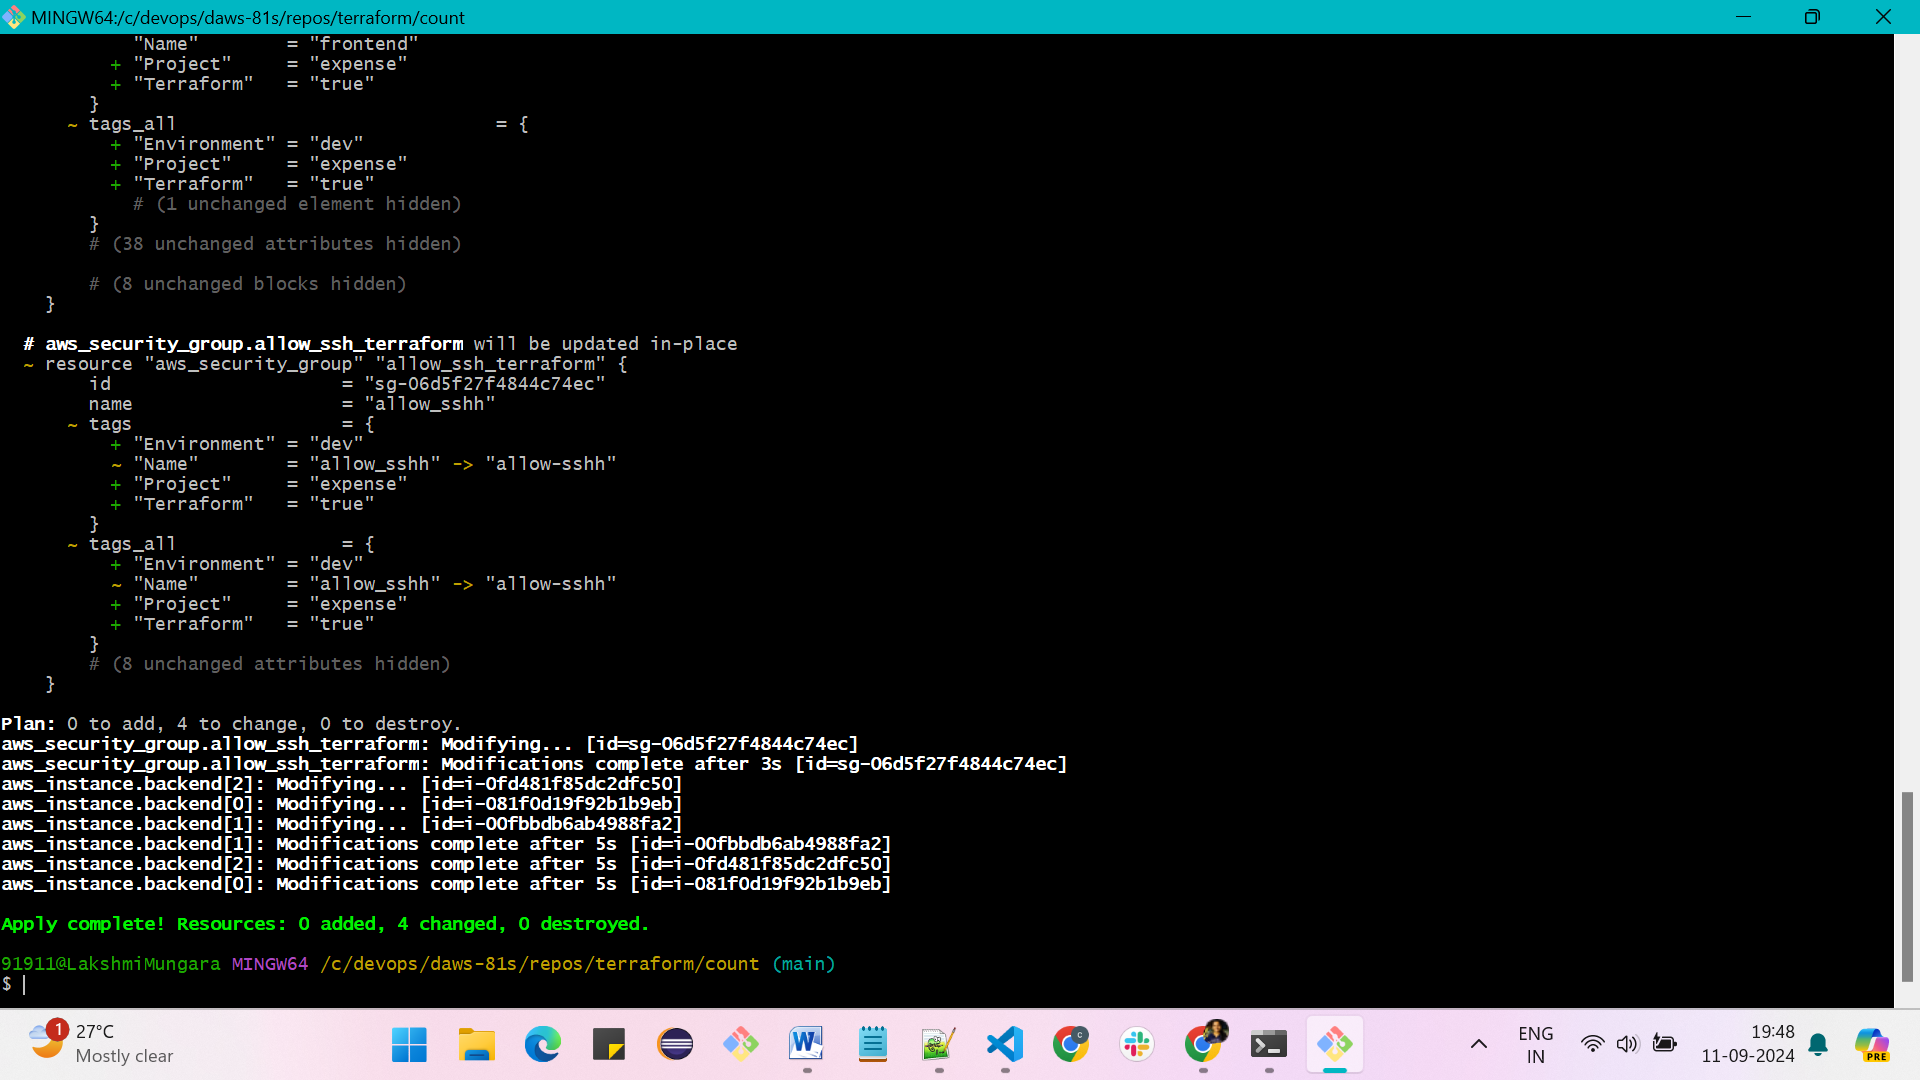 MINGW64:/c/devops/daws-81s/repos/terraform/count
"Name" = "frontend"
+ "Project" = "expense"
+ "Terraform" = "true"
}
~ tags_all = {
+ "Environment" = "dev"
+ "Project" = "expense"
+ "Terraform" = "true"
# (1 unchanged element hidden)
}
# (38 unchanged attributes hidden)
# (8 unchanged blocks hidden)
}
# aws_security_group.allow_ssh_terraform will be updated in-place
~ resource "aws_security_group" "allow_ssh_terraform" {
id = "sg-06d5f27f4844c74ec"
name = "allow_sshh"
~ tags = {
+ "Environment" = "dev"
~ "Name" = "allow_sshh" -> "allow-sshh"
+ "Project" = "expense"
+ "Terraform" = "true"
}
~ tags_all = {
+ "Environment" = "dev"
~ "Name" = "allow_sshh" -> "allow-sshh"
+ "Project" = "expense"
+ "Terraform" = "true"
}
# (8 unchanged attributes hidden)
}
Plan: 0 to add, 4 to change, 0 to destroy.
aws_security_group.allow_ssh_terraform: Modifying... [id=sg-06d5f27f4844c74ec]
aws_security_group.allow_ssh_terraform: Modifications complete after 3s [id=sg-06d5f27f4844c74ec]
aws_instance.backend[2]: Modifying... [id=i-0fd481f85dc2dfc50]
aws_instance.backend[0]: Modifying... [id=i-081f0d19f92b1b9eb]
aws_instance.backend[1]: Modifying... [id=i-00fbbdb6ab4988fa2]
aws_instance.backend[1]: Modifications complete after 5s [id=i-00fbbdb6ab4988fa2]
aws_instance.backend[2]: Modifications complete after 5s [id=i-0fd481f85dc2dfc50]
aws_instance.backend[0]: Modifications complete after 5s [id=i-081f0d19f92b1b9eb]
Apply complete! Resources: 0 added, 4 changed, 0 destroyed.
91911@LakshmiMungara MINGW64 /c/devops/daws-81s/repos/terraform/count (main)
$
1
27°C
Mostly clear
ENG
IN
19:48
11-09-2024
PRE